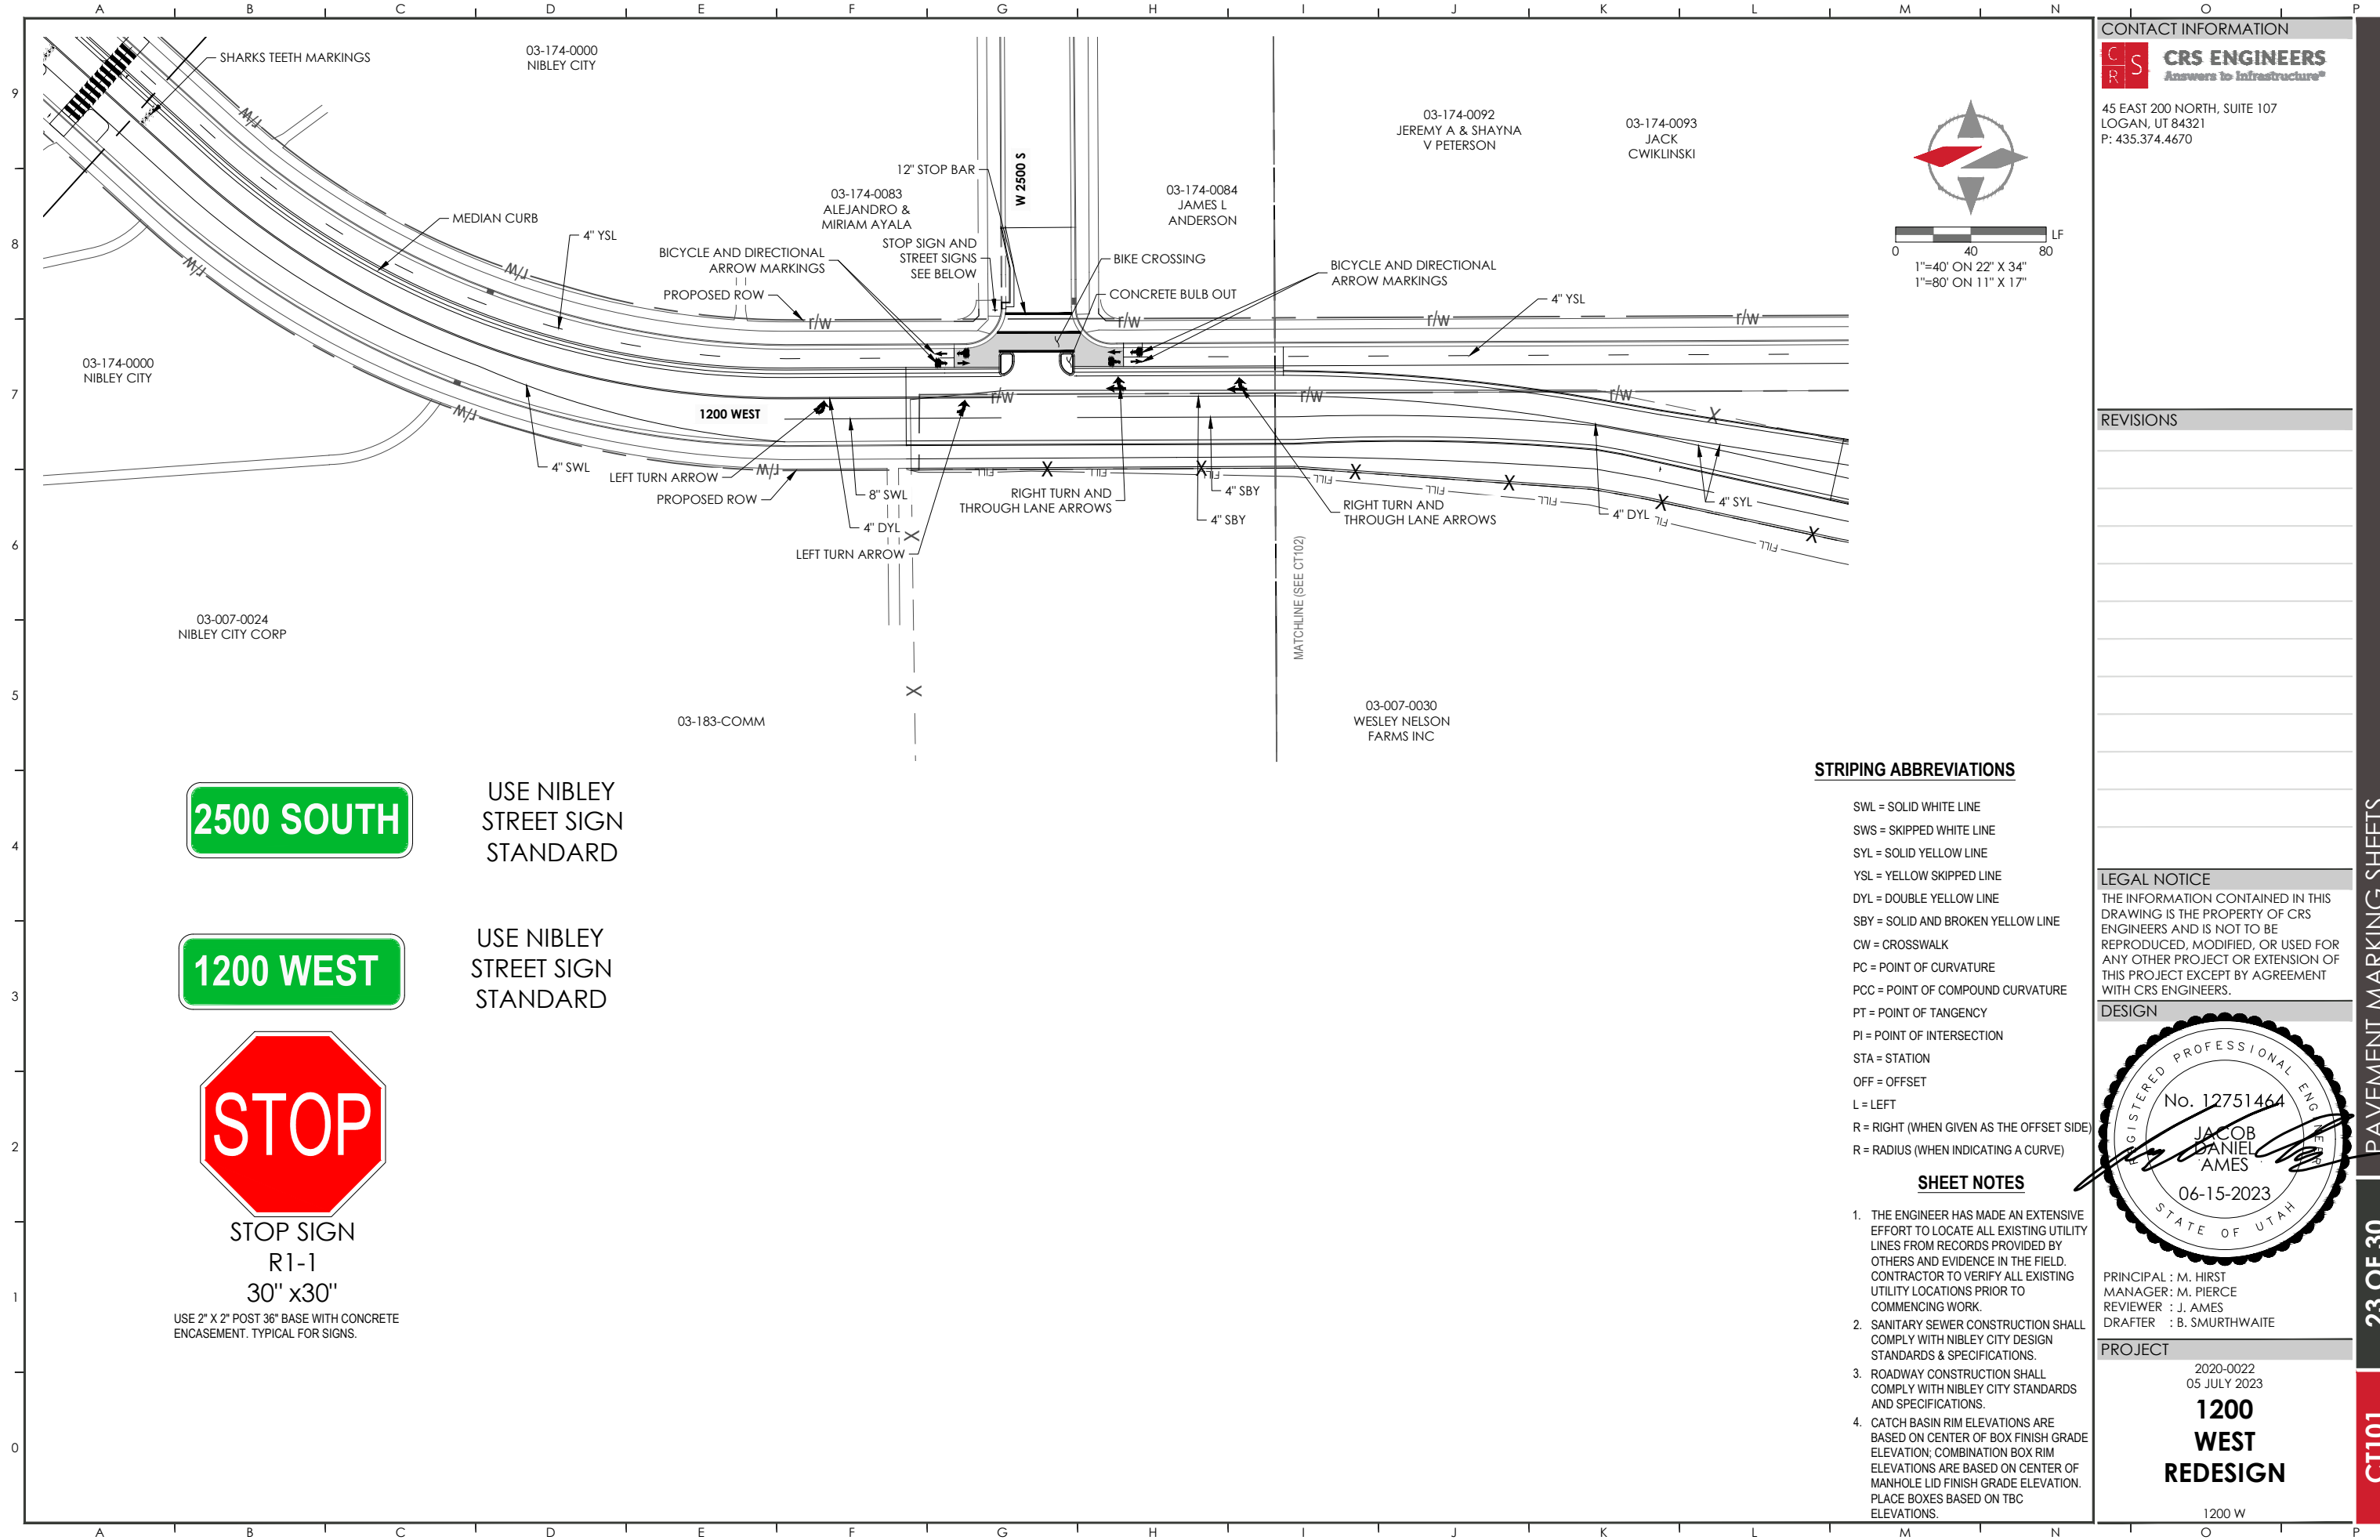 A B C D E F G H I J K L M N O P
9
8
7
6
5
4
3
2
1
0
SHARKS TEETH MARKINGS
03-174-0000
NIBLEY CITY
03-174-0092
JEREMY A & SHAYNA
V PETERSON
03-174-0093
JACK
CWIKLINSKI
12" STOP BAR
W 2500 S
03-174-0083
ALEJANDRO &
MIRIAM AYALA
03-174-0084
JAMES L
ANDERSON
MEDIAN CURB
4" YSL
BICYCLE AND DIRECTIONAL
ARROW MARKINGS
STOP SIGN AND
STREET SIGNS
SEE BELOW
BIKE CROSSING
BICYCLE AND DIRECTIONAL
ARROW MARKINGS
PROPOSED ROW
CONCRETE BULB OUT
4" YSL
r/w r/w r/w r/w
r/w r/w r/w
r/w r/w r/w r/w
r/w r/w r/w
03-174-0000
NIBLEY CITY
1200 WEST
4" SWL
LEFT TURN ARROW
PROPOSED ROW
8" SWL
4" DYL
LEFT TURN ARROW
RIGHT TURN AND
THROUGH LANE ARROWS
4" SBY
4" SBY
RIGHT TURN AND
THROUGH LANE ARROWS
4" DYL
4" SYL
FILL FILL FILL FILL FILL FILL FILL FILL
X X X X X X X X X
MATCHLINE (SEE CT102)
03-007-0024
NIBLEY CITY CORP
03-183-COMM
03-007-0030
WESLEY NELSON
FARMS INC
LF
0 40 80
1"=40' ON 22" X 34"
1"=80' ON 11" X 17"
2500 SOUTH
USE NIBLEY
STREET SIGN
STANDARD
1200 WEST
USE NIBLEY
STREET SIGN
STANDARD
STOP
STOP SIGN
R1-1
30" x30"
USE 2" X 2" POST 36" BASE WITH CONCRETE
ENCASEMENT. TYPICAL FOR SIGNS.
STRIPING ABBREVIATIONS
SWL = SOLID WHITE LINE
SWS = SKIPPED WHITE LINE
SYL = SOLID YELLOW LINE
YSL = YELLOW SKIPPED LINE
DYL = DOUBLE YELLOW LINE
SBY = SOLID AND BROKEN YELLOW LINE
CW = CROSSWALK
PC = POINT OF CURVATURE
PCC = POINT OF COMPOUND CURVATURE
PT = POINT OF TANGENCY
PI = POINT OF INTERSECTION
STA = STATION
OFF = OFFSET
L = LEFT
R = RIGHT (WHEN GIVEN AS THE OFFSET SIDE)
R = RADIUS (WHEN INDICATING A CURVE)
SHEET NOTES
1. THE ENGINEER HAS MADE AN EXTENSIVE
EFFORT TO LOCATE ALL EXISTING UTILITY
LINES FROM RECORDS PROVIDED BY
OTHERS AND EVIDENCE IN THE FIELD.
CONTRACTOR TO VERIFY ALL EXISTING
UTILITY LOCATIONS PRIOR TO
COMMENCING WORK.
2. SANITARY SEWER CONSTRUCTION SHALL
COMPLY WITH NIBLEY CITY DESIGN
STANDARDS & SPECIFICATIONS.
3. ROADWAY CONSTRUCTION SHALL
COMPLY WITH NIBLEY CITY STANDARDS
AND SPECIFICATIONS.
4. CATCH BASIN RIM ELEVATIONS ARE
BASED ON CENTER OF BOX FINISH GRADE
ELEVATION; COMBINATION BOX RIM
ELEVATIONS ARE BASED ON CENTER OF
MANHOLE LID FINISH GRADE ELEVATION.
PLACE BOXES BASED ON TBC
ELEVATIONS.
CONTACT INFORMATION
C R S
CRS ENGINEERS
Answers to Infrastructure®
45 EAST 200 NORTH, SUITE 107
LOGAN, UT 84321
P: 435.374.4670
REVISIONS
LEGAL NOTICE
THE INFORMATION CONTAINED IN THIS
DRAWING IS THE PROPERTY OF CRS
ENGINEERS AND IS NOT TO BE
REPRODUCED, MODIFIED, OR USED FOR
ANY OTHER PROJECT OR EXTENSION OF
THIS PROJECT EXCEPT BY AGREEMENT
WITH CRS ENGINEERS.
DESIGN
REGISTERED PROFESSIONAL ENGINEER
No. 12751464
JACOB
DANIEL
AMES
06-15-2023
STATE OF UTAH
PRINCIPAL : M. HIRST
MANAGER : M. PIERCE
REVIEWER : J. AMES
DRAFTER : B. SMURTHWAITE
PROJECT
2020-0022
05 JULY 2023
1200
WEST
REDESIGN
1200 W
PAVEMENT MARKING SHEETS
23 OF 30
CT101
A B C D E F G H I J K L M N O P